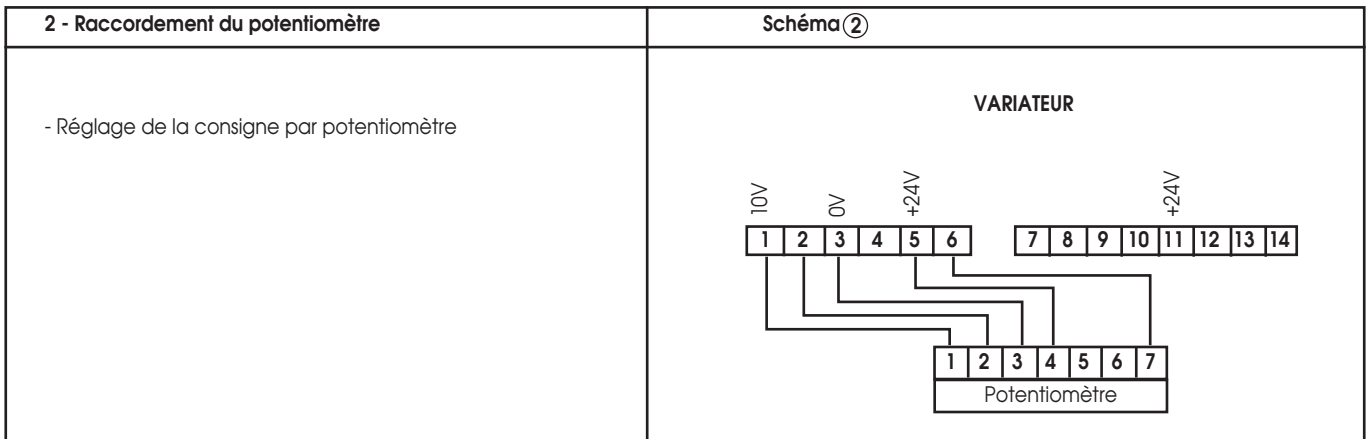 2 - Raccordement du potentiomètre
Schéma 2
- Réglage de la consigne par potentiomètre
VARIATEUR
10V 0V +24V +24V
1 2 3 4 5 6 7 8 9 10 11 12 13 14
1 2 3 4 5 6 7
Potentiomètre